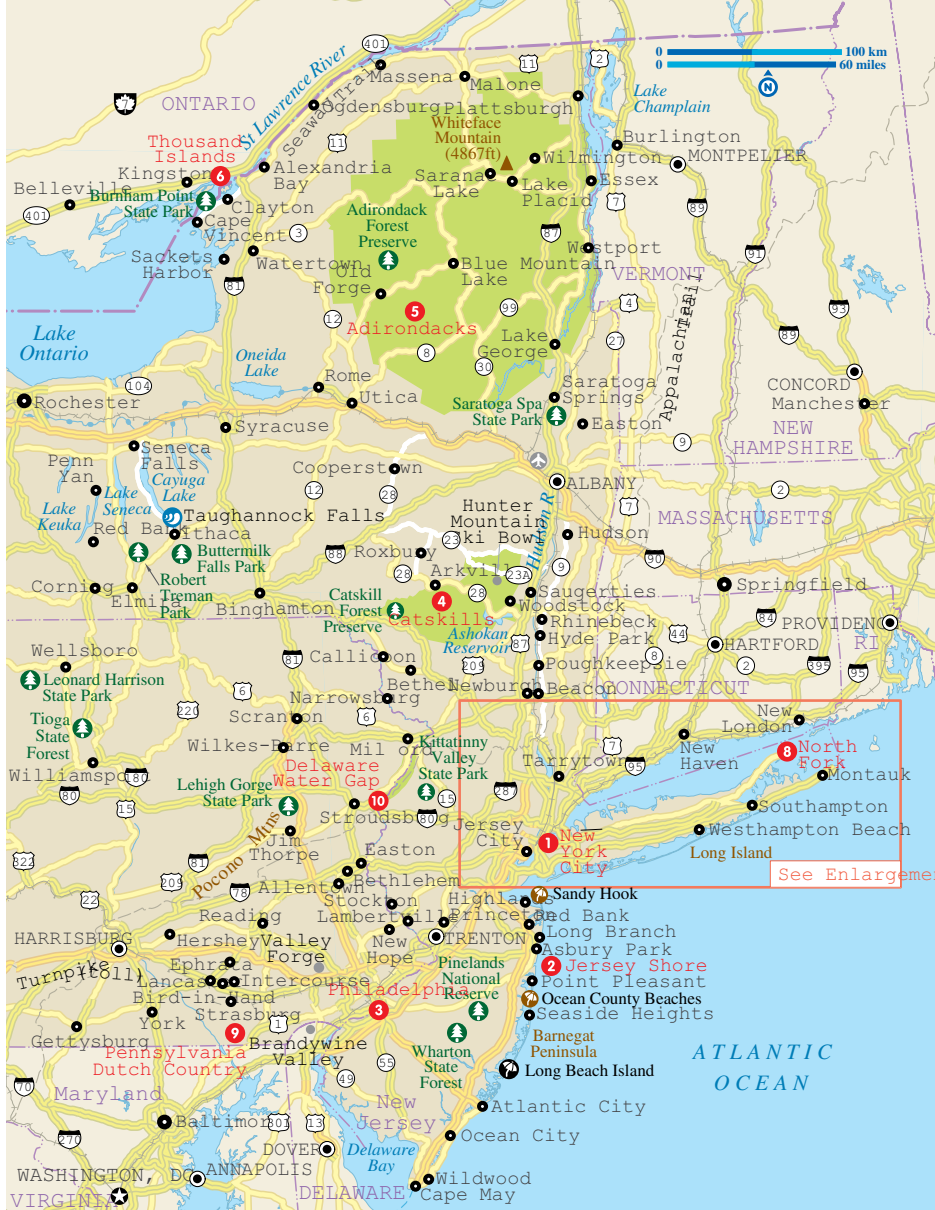 401
Massena
11
Malone
2
0 100 km
0 60 miles
N
Lake
Champlain
7
ONTARIO
St Lawrence River
Seaway Trail
Ogdensburg
Plattsburgh
Whiteface
Mountain
(4867ft)
Burlington
MONTPELIER
Thousand
Islands
11
Wilmington
Kingston
6
Alexandria
Bay
Saranac
Lake
Lake
Placid
Essex
Belleville
401
Burnham Point
State Park
Clayton
Cape
Vincent
3
Adirondack
Forest
Preserve
7
89
87
Westport
91
Sackets
Harbor
Watertown
Old
Forge
Blue Mountain
Lake
VERMONT
Appalachian Trail
81
5
Adirondacks
99
4
93
12
Lake
Ontario
Lake
George
27
89
Oneida
Lake
8
30
104
Rome
Saratoga
Springs
CONCORD
Rochester
Utica
Saratoga Spa
State Park
Manchester
Syracuse
Easton
9
NEW
HAMPSHIRE
Seneca
Falls
Penn
Yan
Cayuga
Lake
Cooperstown
12
28
ALBANY
2
Lake
Seneca
Lake
Keuka
Taughannock Falls
Hunter
Mountain
Ski Bowl
Hudson R
7
MASSACHUSETTS
Red Bank
Ithaca
Hudson
Buttermilk
Falls Park
88
Roxbury
23
28
23A
9
90
Robert
Treman
Park
Corning
Elmira
Binghamton
Arkville
28
4
Catskills
Catskill
Forest
Preserve
Saugerties
Woodstock
Springfield
Rhinebeck
Ashokan
Reservoir
87
Hyde Park
44
84
PROVIDENCE
HARTFORD
RI
Wellsboro
81
Callicoon
209
Poughkeepsie
8
2
395
95
Leonard Harrison
State Park
6
Bethel
Newburgh
Beacon
CONNECTICUT
220
Narrowsburg
Scranton
6
New
London
Tioga
State
Forest
Wilkes-Barre
Milford
Kittatinny
Valley
State Park
7
New
Haven
8
North
Fork
Williamsport
180
Delaware
Water Gap
Tarrytown
95
Montauk
80
15
Lehigh Gorge
State Park
10
15
287
Stroudsburg
80
Southampton
Pocono Mtns
Jim
Thorpe
Jersey
City
1
New
York
City
Westhampton Beach
Long Island
322
81
Easton
See Enlargement
209
22
78
Allentown
Bethlehem
Stockton
Highlands
Sandy Hook
Reading
Lambertville
Princeton
Red Bank
HARRISBURG
Hershey
Valley
Forge
New
Hope
TRENTON
Long Branch
Asbury Park
Turnpike (toll)
Ephrata
Lancaster
Intercourse
Pinelands
National
Reserve
2
Jersey Shore
Point Pleasant
Bird-in-Hand
Philadelphia
Ocean County Beaches
York
Strasburg
3
Seaside Heights
Gettysburg
9
1
Brandywine
Valley
Pennsylvania
Dutch Country
Wharton
State
Forest
Barnegat
Peninsula
ATLANTIC
OCEAN
70
55
Long Beach Island
Maryland
49
New
Jersey
Atlantic City
Baltimore
301
13
270
DOVER
Delaware
Bay
Ocean City
WASHINGTON, DC
ANNAPOLIS
Wildwood
VIRGINIA
DELAWARE
Cape May